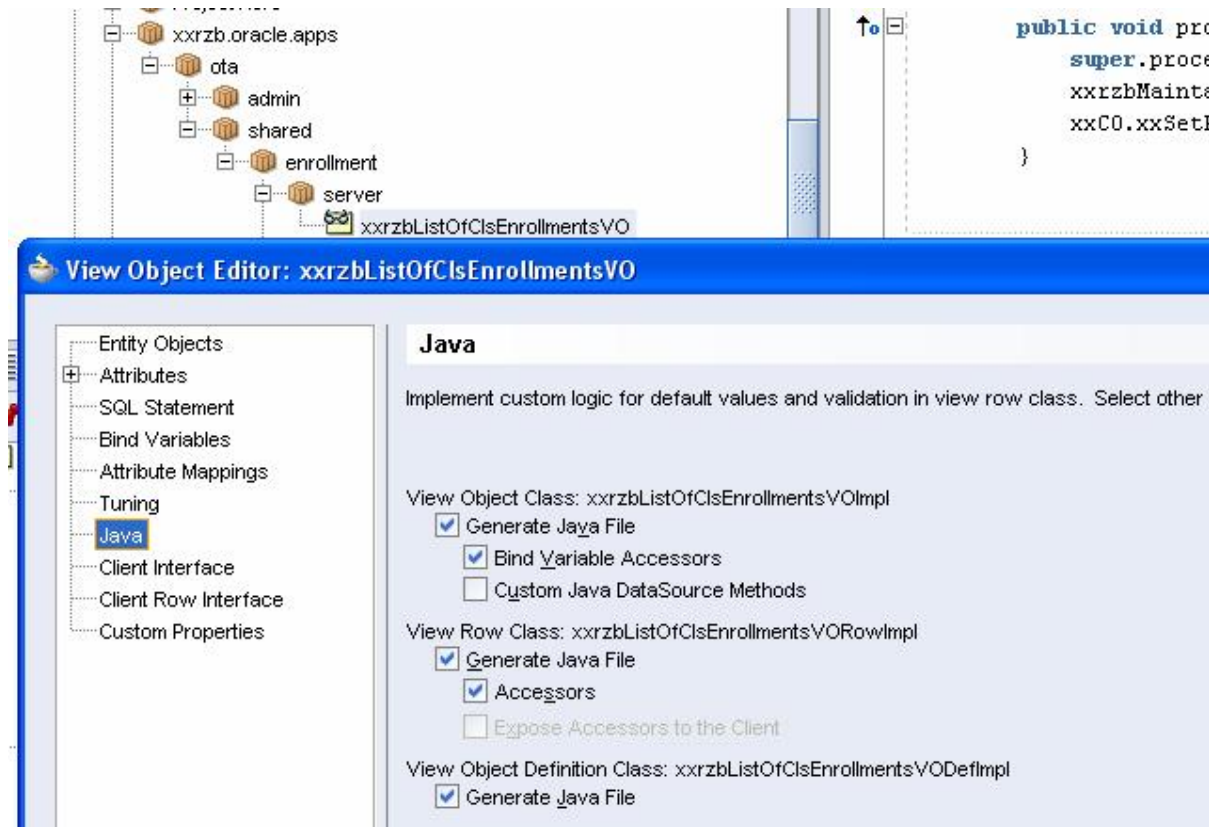 xxrzb.oracle.apps
ota
admin
shared
enrollment
server
xxrzbListOfClsEnrollmentsVO
public void pro
super.proce
xxrzbMainta
xxCO.xxSet
}
View Object Editor: xxrzbListOfClsEnrollmentsVO
Entity Objects
Attributes
SQL Statement
Bind Variables
Attribute Mappings
Tuning
Java
Client Interface
Client Row Interface
Custom Properties
Java
Implement custom logic for default values and validation in view row class. Select other
View Object Class: xxrzbListOfClsEnrollmentsVOImpl
Generate Java File
Bind Variable Accessors
Custom Java DataSource Methods
View Row Class: xxrzbListOfClsEnrollmentsVORowImpl
Generate Java File
Accessors
Expose Accessors to the Client
View Object Definition Class: xxrzbListOfClsEnrollmentsVODefImpl
Generate Java File